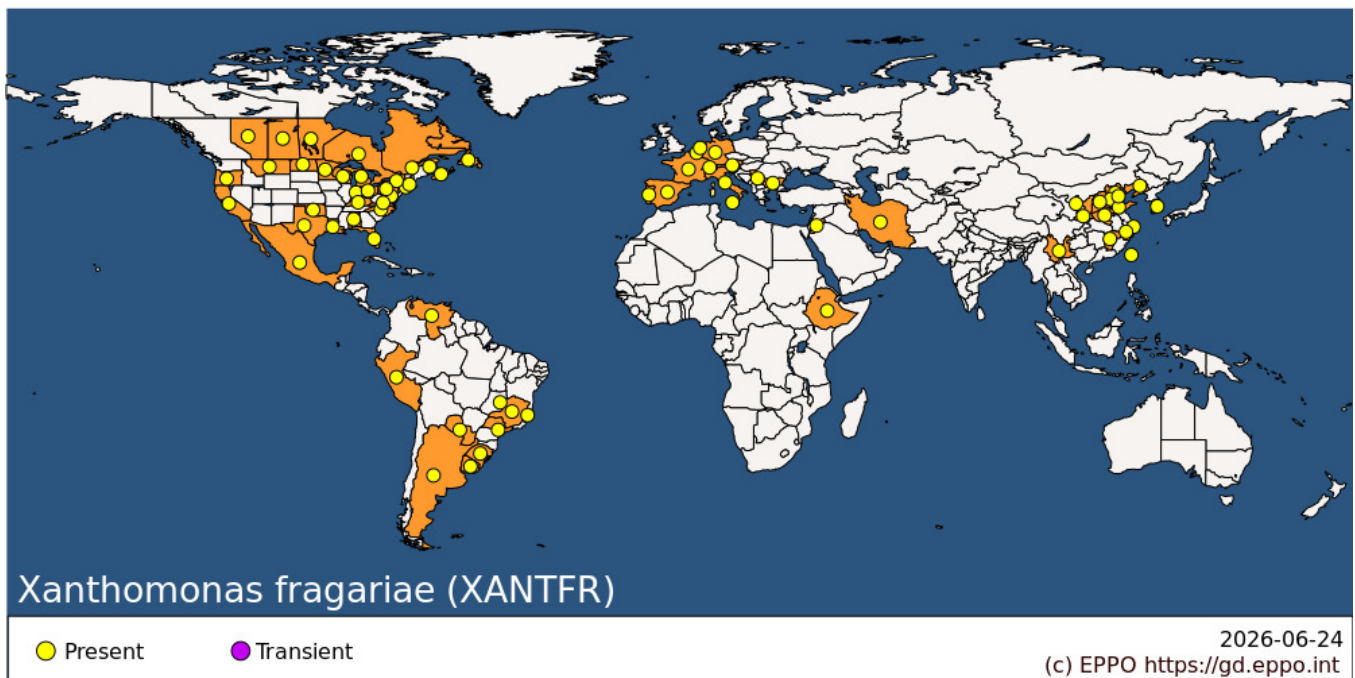 Xanthomonas fragariae (XANTFR)
Present
Transient
2026-06-24
(c) EPPO https://gd.eppo.int